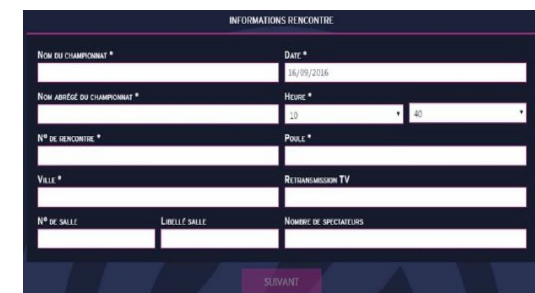 INFORMATIONS RENCONTRE
NOM DU CHAMPIONNAT *
DATE *
16/09/2016
NOM ABRÉGÉ DU CHAMPIONNAT *
HEURE *
10
40
N° DE RENCONTRE *
POULE *
VILLE *
RETRANSMISSION TV
N° DE SALLE
LIBELLÉ SALLE
NOMBRE DE SPECTATEURS
SUIVANT